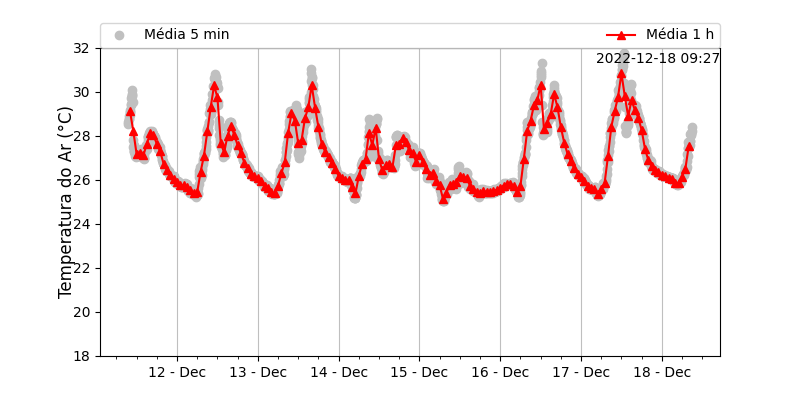 Média 5 min
Média 1 h
2022-12-18 09:27
Temperatura do Ar (°C)
32
30
28
26
24
22
20
18
12 - Dec
13 - Dec
14 - Dec
15 - Dec
16 - Dec
17 - Dec
18 - Dec